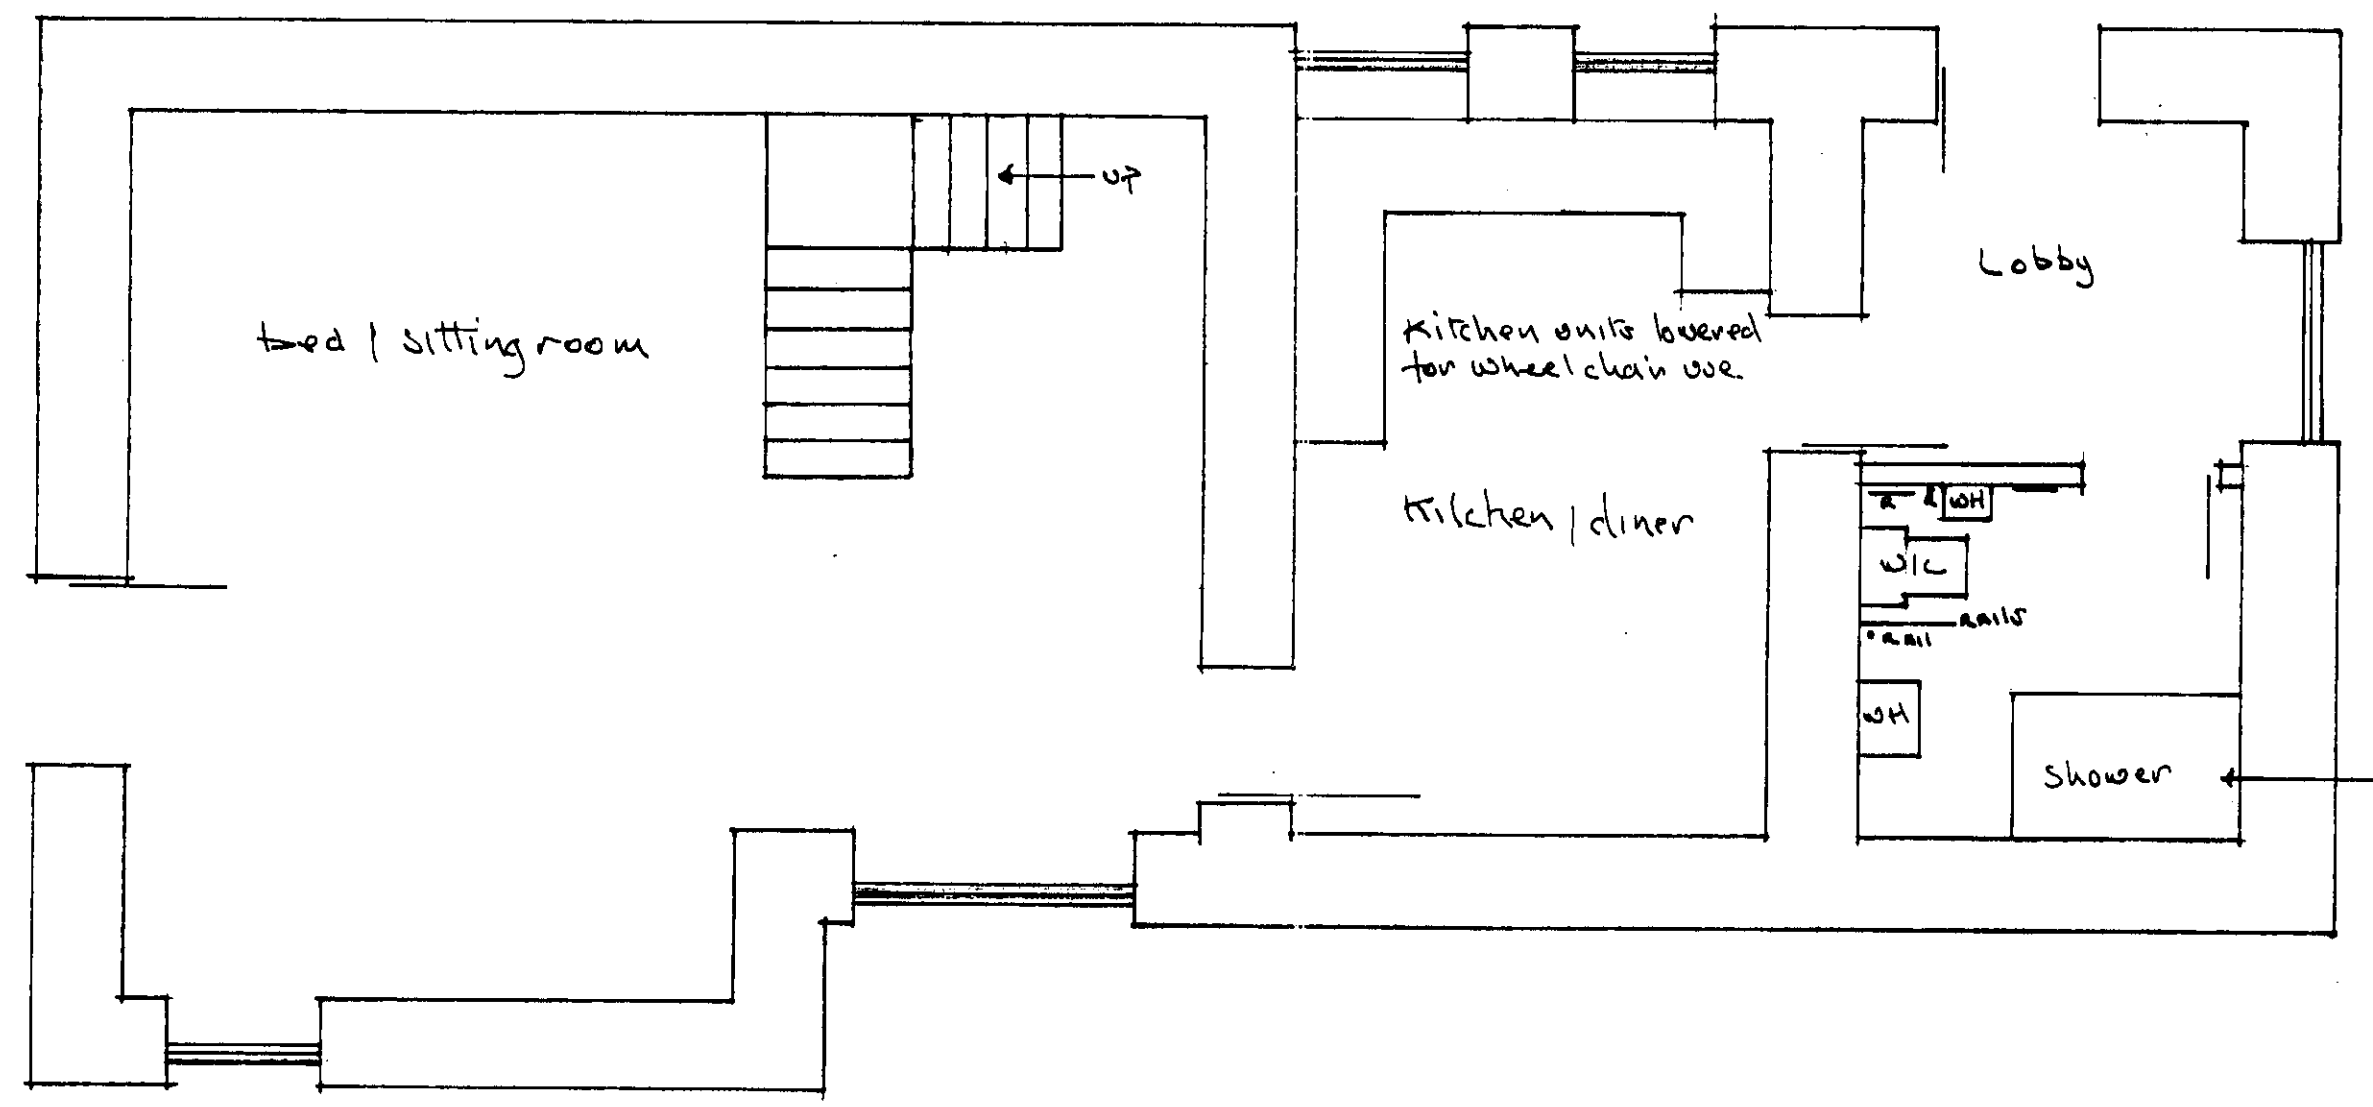 UP
Lobby
bed / sitting room
Kitchen units lowered
for wheelchair use.
Kitchen / diner
R
R
WH
W/C
RAILS
RAIL
WH
Shower